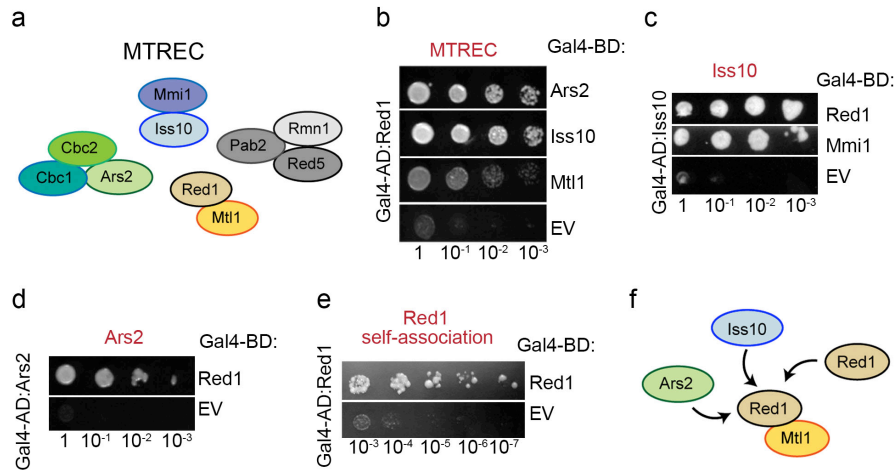 a
MTREC
Mmi1
Iss10
Cbc2
Cbc1
Ars2
Pab2
Rmn1
Red5
Red1
Mtl1
b
MTREC
Gal4-BD:
Gal4-AD:Red1
Ars2
Iss10
Mtl1
EV
1 10-1 10-2 10-3
c
Iss10
Gal4-BD:
Gal4-AD:Iss10
Red1
Mmi1
EV
1 10-1 10-2 10-3
d
Ars2
Gal4-BD:
Gal4-AD:Ars2
Red1
EV
1 10-1 10-2 10-3
e
Red1
self-association
Gal4-BD:
Gal4-AD:Red1
Red1
EV
10-3 10-4 10-5 10-6 10-7
f
Iss10
Red1
Ars2
Red1
Mtl1